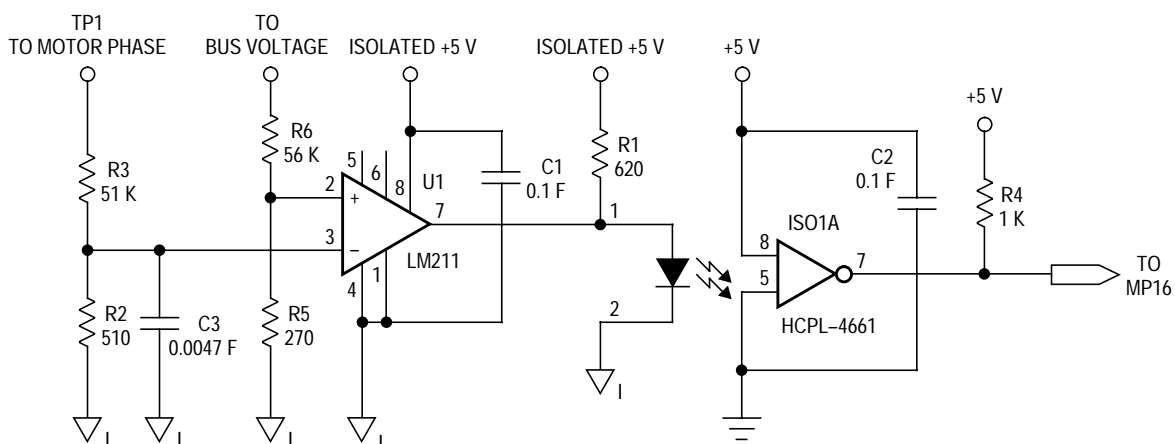 TP1
TO MOTOR PHASE
TO
BUS VOLTAGE
ISOLATED +5 V
ISOLATED +5 V
+5 V
+5 V
R3
51 K
R6
56 K
5
6
8
U1
C1
0.1 F
R1
620
C2
0.1 F
R4
1 K
2
+
7
1
3
–
LM211
1
4
ISO1A
8
5
7
TO
MP16
HCPL–4661
2
R2
510
C3
0.0047 F
R5
270
I
I
I
I
I